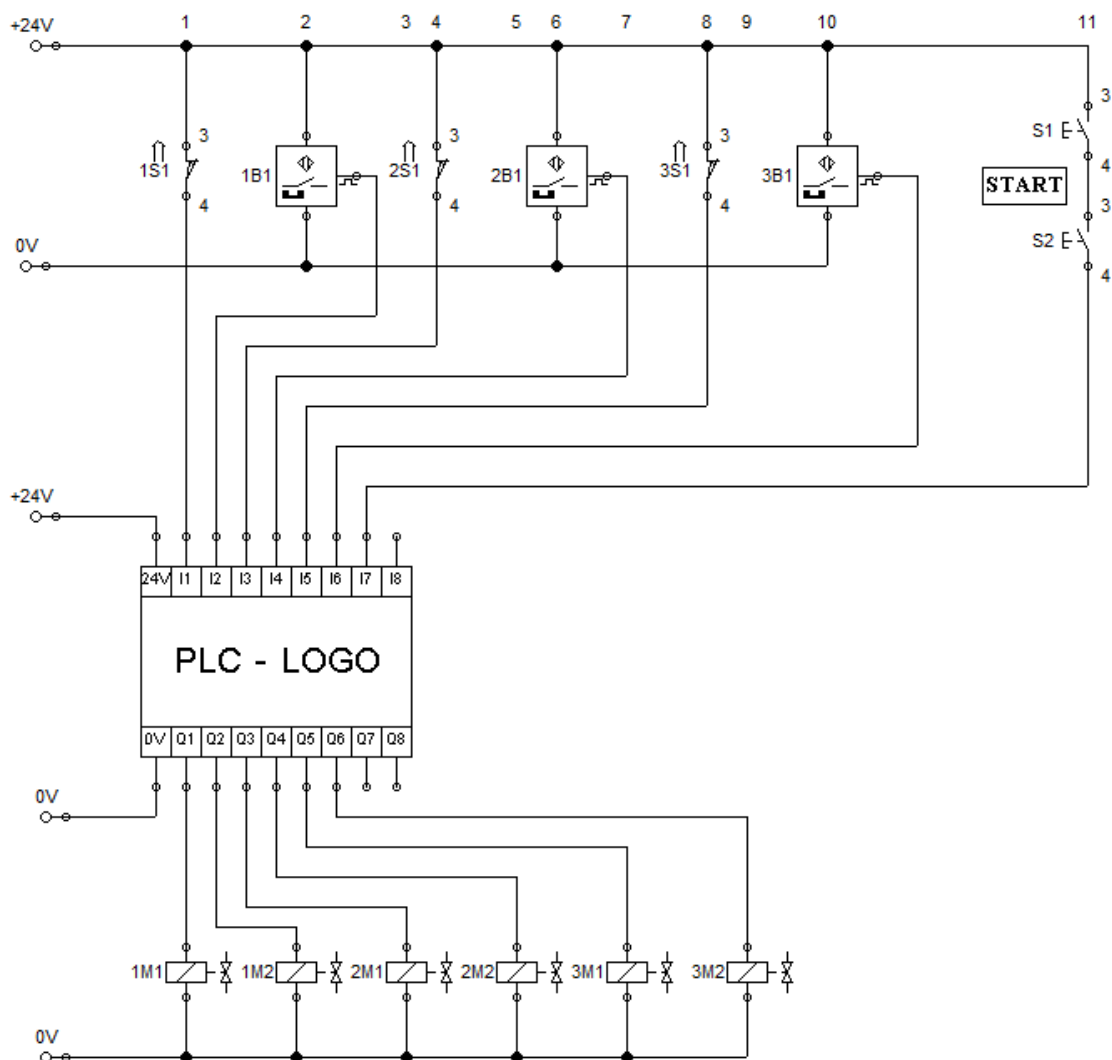 1 2 3 4 5 6 7 8 9 10 11
+24V
3 3 3 3
1S1 1B1 2S1 2B1 3S1 3B1 S1
4 4 4 4
START
3
0V S2
4
+24V
24V I1 I2 I3 I4 I5 I6 I7 I8
PLC - LOGO
0V Q1 Q2 Q3 Q4 Q5 Q6 Q7 Q8
0V
1M1 1M2 2M1 2M2 3M1 3M2
0V